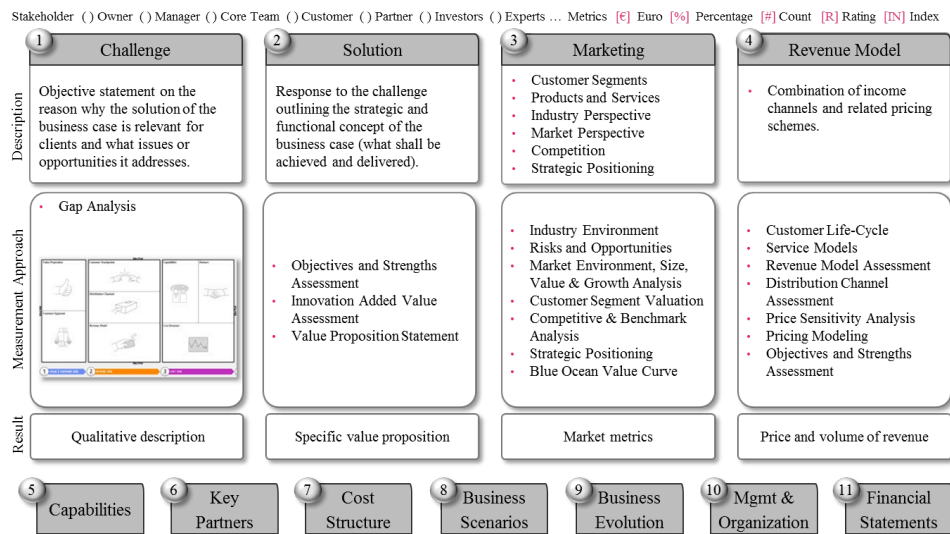 Stakeholder ( ) Owner ( ) Manager ( ) Core Team ( ) Customer ( ) Partner ( ) Investors ( ) Experts … Metrics [€] Euro [%] Percentage [#] Count [R] Rating [IN] Index
1 Challenge
2 Solution
3 Marketing
4 Revenue Model
Description
Objective statement on the
reason why the solution of the
business case is relevant for
clients and what issues or
opportunities it addresses.
Response to the challenge
outlining the strategic and
functional concept of the
business case (what shall be
achieved and delivered).
• Customer Segments
• Products and Services
• Industry Perspective
• Market Perspective
• Competition
• Strategic Positioning
• Combination of income
channels and related pricing
schemes.
Measurement Approach
• Gap Analysis
1
2
3
• Objectives and Strengths
Assessment
• Innovation Added Value
Assessment
• Value Proposition Statement
• Industry Environment
• Risks and Opportunities
• Market Environment, Size,
Value & Growth Analysis
• Customer Segment Valuation
• Competitive & Benchmark
Analysis
• Strategic Positioning
• Blue Ocean Value Curve
• Customer Life-Cycle
• Service Models
• Revenue Model Assessment
• Distribution Channel
Assessment
• Price Sensitivity Analysis
• Pricing Modeling
• Objectives and Strengths
Assessment
Result
Qualitative description
Specific value proposition
Market metrics
Price and volume of revenue
5 Capabilities
6 Key
Partners
7 Cost
Structure
8 Business
Scenarios
9 Business
Evolution
10 Mgmt &
Organization
11 Financial
Statements